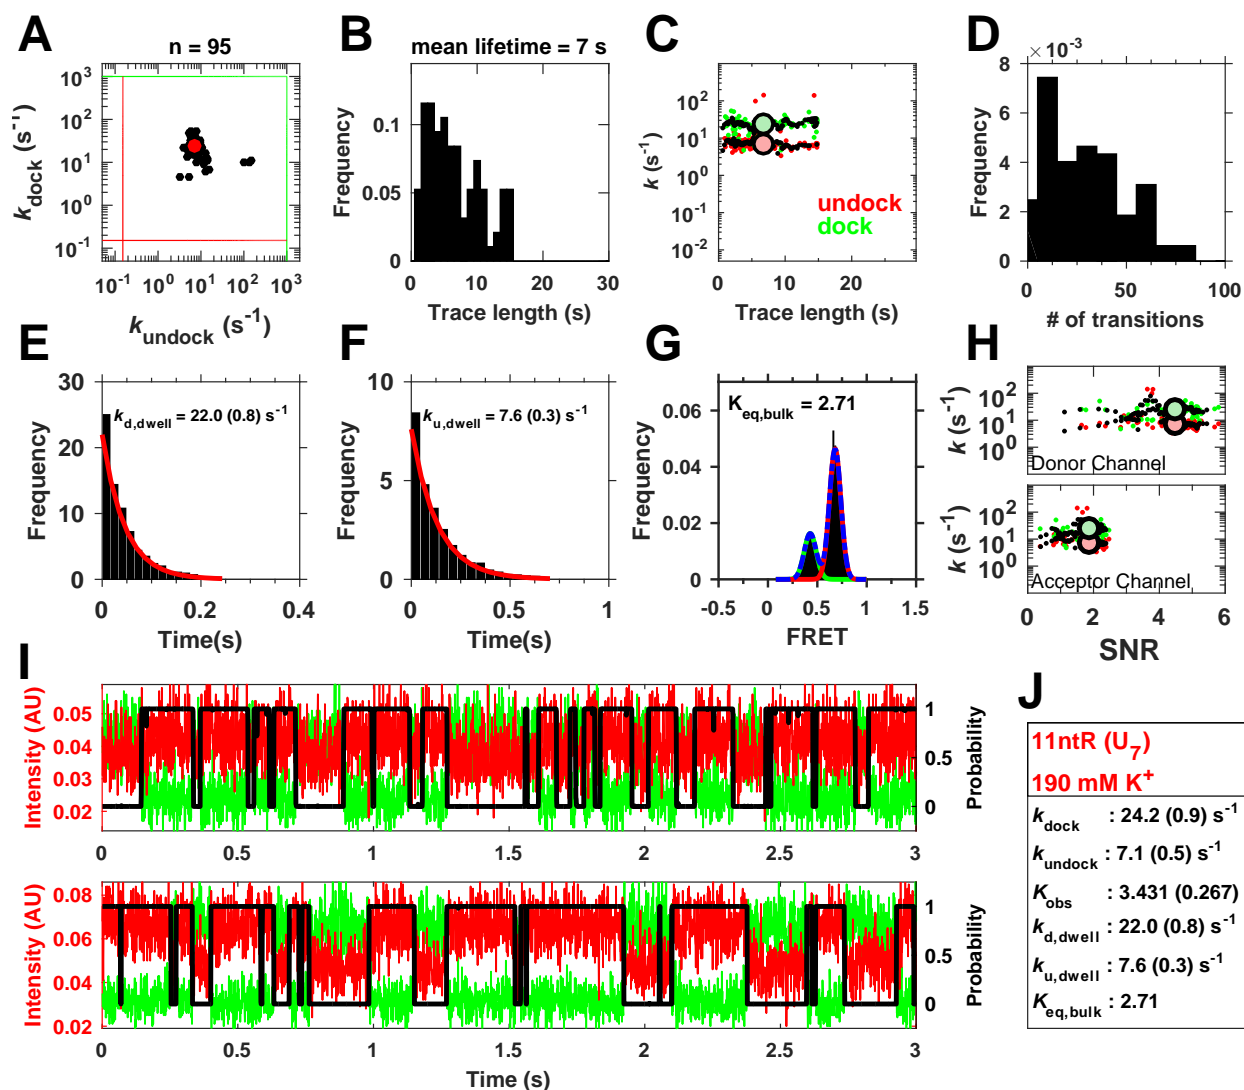 A
n = 95
k_dock (s⁻¹)
10³
10²
10¹
10⁰
10⁻¹
10⁻¹ 10⁰ 10¹ 10² 10³
k_undock (s⁻¹)
B
mean lifetime = 7 s
Frequency
0.1
0.05
0
0 10 20 30
Trace length (s)
C
k (s⁻¹)
10²
10¹
10⁰
10⁻¹
10⁻²
undock
dock
0 10 20
Trace length (s)
D
×10⁻³
Frequency
8
6
4
2
0
0 50 100
# of transitions
E
Frequency
30
20
10
0
k_d,dwell = 22.0 (0.8) s⁻¹
0 0.2 0.4
Time(s)
F
Frequency
10
5
0
k_u,dwell = 7.6 (0.3) s⁻¹
0 0.5 1
Time(s)
G
Frequency
0.06
0.04
0.02
0
K_eq,bulk = 2.71
-0.5 0 0.5 1 1.5
FRET
H
k (s⁻¹)
10²
10¹
10⁰
Donor Channel
k (s⁻¹)
10²
10¹
10⁰
Acceptor Channel
0 2 4 6
SNR
I
Intensity (AU)
0.05
0.04
0.03
0.02
1
0.5
0
Probability
0 0.5 1 1.5 2 2.5 3
Intensity (AU)
0.08
0.06
0.04
0.02
1
0.5
0
Probability
0 0.5 1 1.5 2 2.5 3
Time (s)
J
11ntR (U₇)
190 mM K⁺
k_dock : 24.2 (0.9) s⁻¹
k_undock : 7.1 (0.5) s⁻¹
K_obs : 3.431 (0.267)
k_d,dwell : 22.0 (0.8) s⁻¹
k_u,dwell : 7.6 (0.3) s⁻¹
K_eq,bulk : 2.71